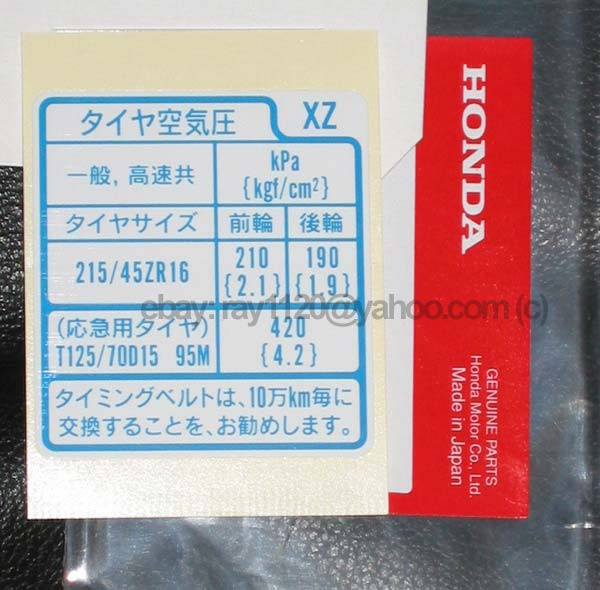 タイヤ空気圧 XZ
一般, 高速共 kPa {kgf/cm²}
タイヤサイズ 前輪 後輪
215/45ZR16 210 {2.1} 190 {1.9}
(応急用タイヤ) T125/70D15 95M 420 {4.2}
タイミングベルトは、10万km毎に
交換することを、お勧めします。
HONDA
GENUINE PARTS
Honda Motor Co., Ltd.
Made in Japan
ebay: ray1120@yahoo.com (c)